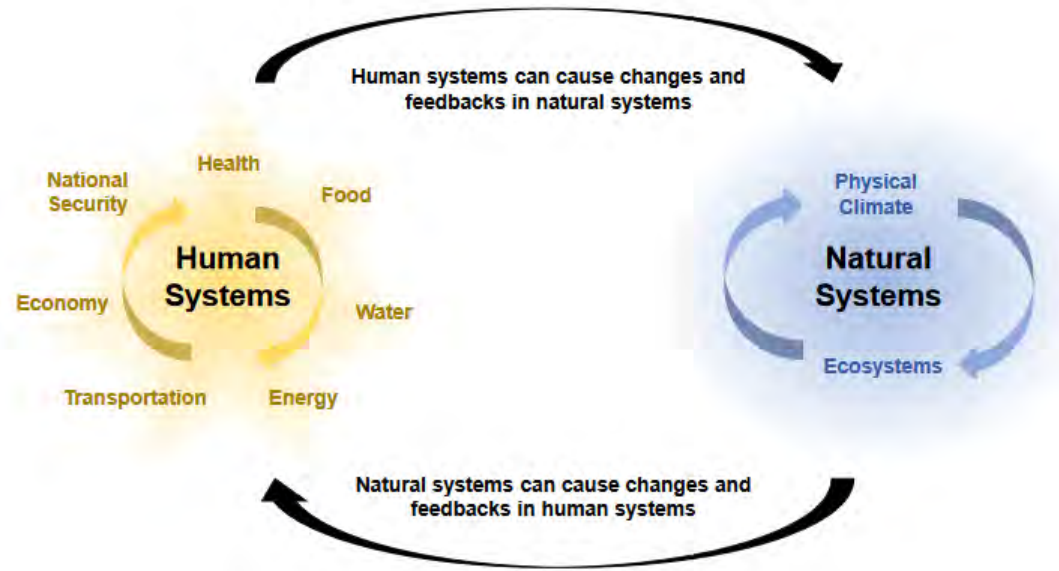 Human systems can cause changes and
feedbacks in natural systems
Health
National
Security
Food
Human
Systems
Economy
Water
Transportation
Energy
Physical
Climate
Natural
Systems
Ecosystems
Natural systems can cause changes and
feedbacks in human systems